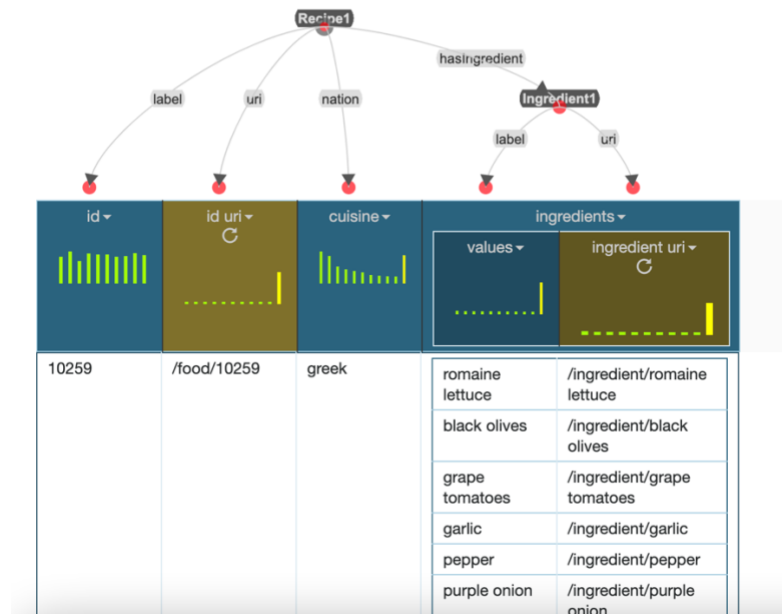 Recipe1
hasIngredient
label
uri
nation
Ingredient1
label
uri
id
id uri
cuisine
ingredients
values
ingredient uri
10259
/food/10259
greek
romaine
lettuce
/ingredient/romaine
lettuce
black olives
/ingredient/black
olives
grape
tomatoes
/ingredient/grape
tomatoes
garlic
/ingredient/garlic
pepper
/ingredient/pepper
purple onion
/ingredient/purple
onion